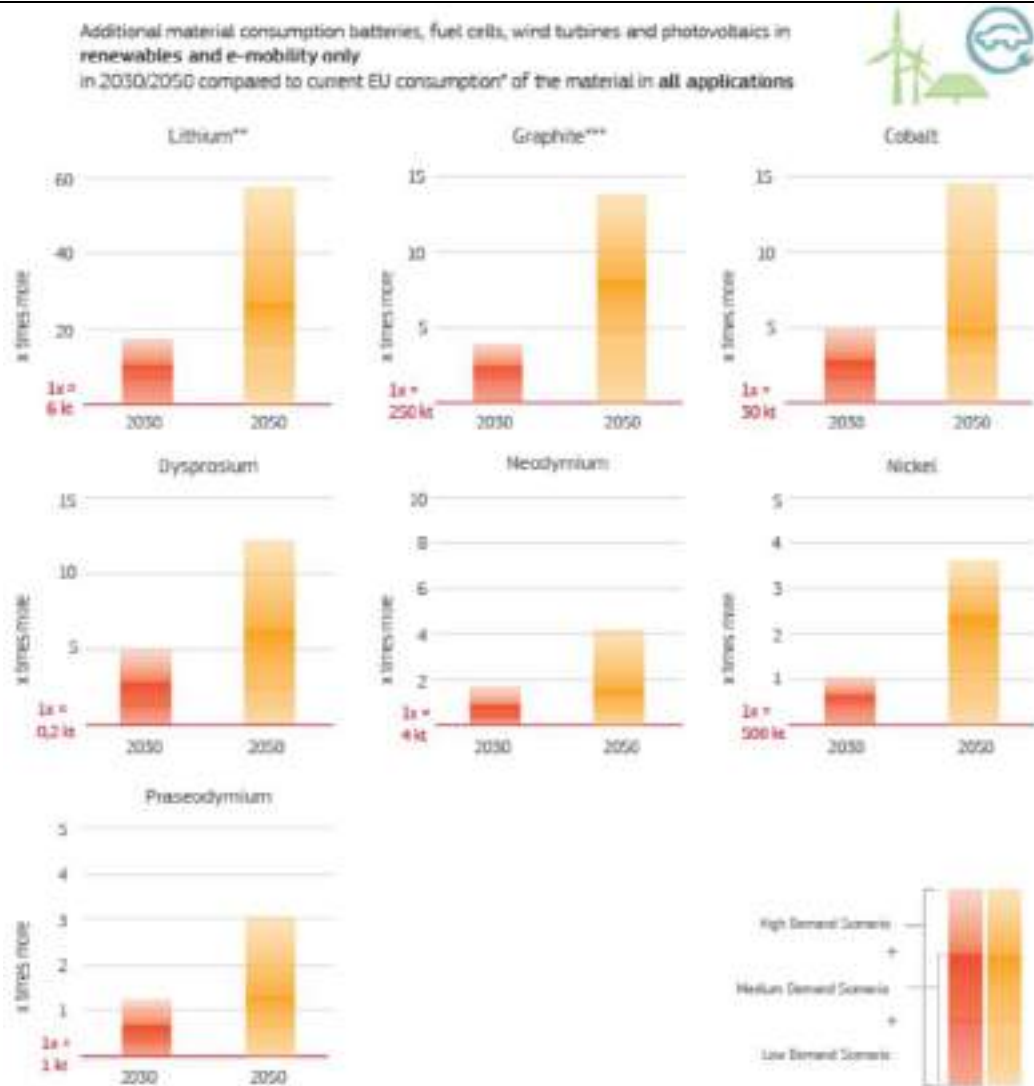 Additional material consumption batteries, fuel cells, wind turbines and photovoltaics in
renewables and e-mobility only
in 2030/2050 compared to current EU consumption* of the material in all applications
Lithium**
60
40
20
x times more
1x =
6 kt
2030
2050
Graphite***
15
10
5
x times more
1x =
250 kt
2030
2050
Cobalt
15
10
5
x times more
1x =
30 kt
2030
2050
Dysprosium
15
10
5
x times more
1x =
0,2 kt
2030
2050
Neodymium
10
8
6
4
2
x times more
1x =
4 kt
2030
2050
Nickel
5
4
3
2
1
x times more
1x =
500 kt
2030
2050
Praseodymium
5
4
3
2
1
x times more
1x =
1 kt
2030
2050
High Demand Scenario
+
Medium Demand Scenario
+
Low Demand Scenario